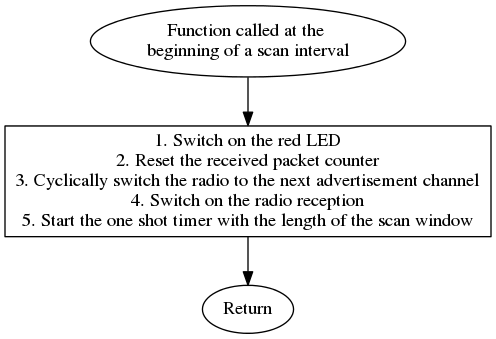 Function called at the
beginning of a scan interval
1. Switch on the red LED
2. Reset the received packet counter
3. Cyclically switch the radio to the next advertisement channel
4. Switch on the radio reception
5. Start the one shot timer with the length of the scan window
Return